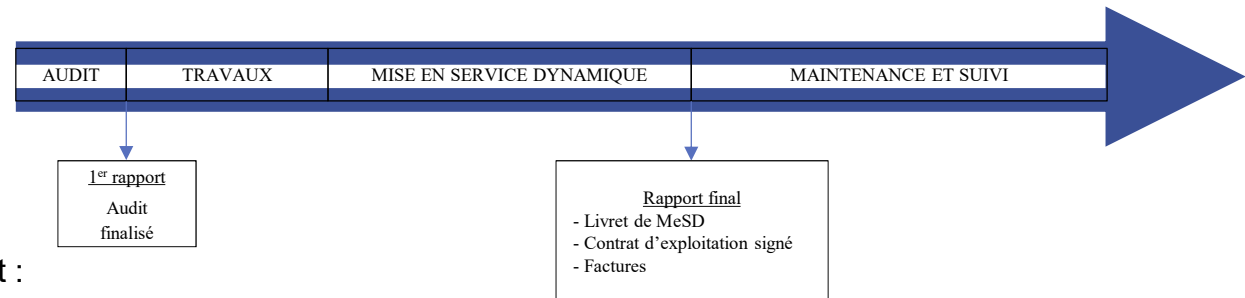 AUDIT
TRAVAUX
MISE EN SERVICE DYNAMIQUE
MAINTENANCE ET SUIVI
1er rapport
Audit
finalisé
Rapport final
- Livret de MeSD
- Contrat d’exploitation signé
- Factures
t :